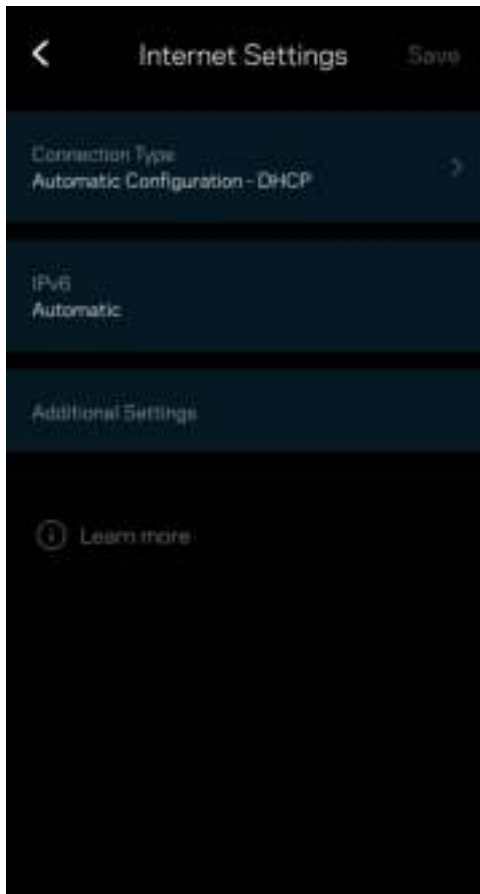 Internet Settings
Save
Connection Type
Automatic Configuration - DHCP
IPv6
Automatic
Additional Settings
Learn more